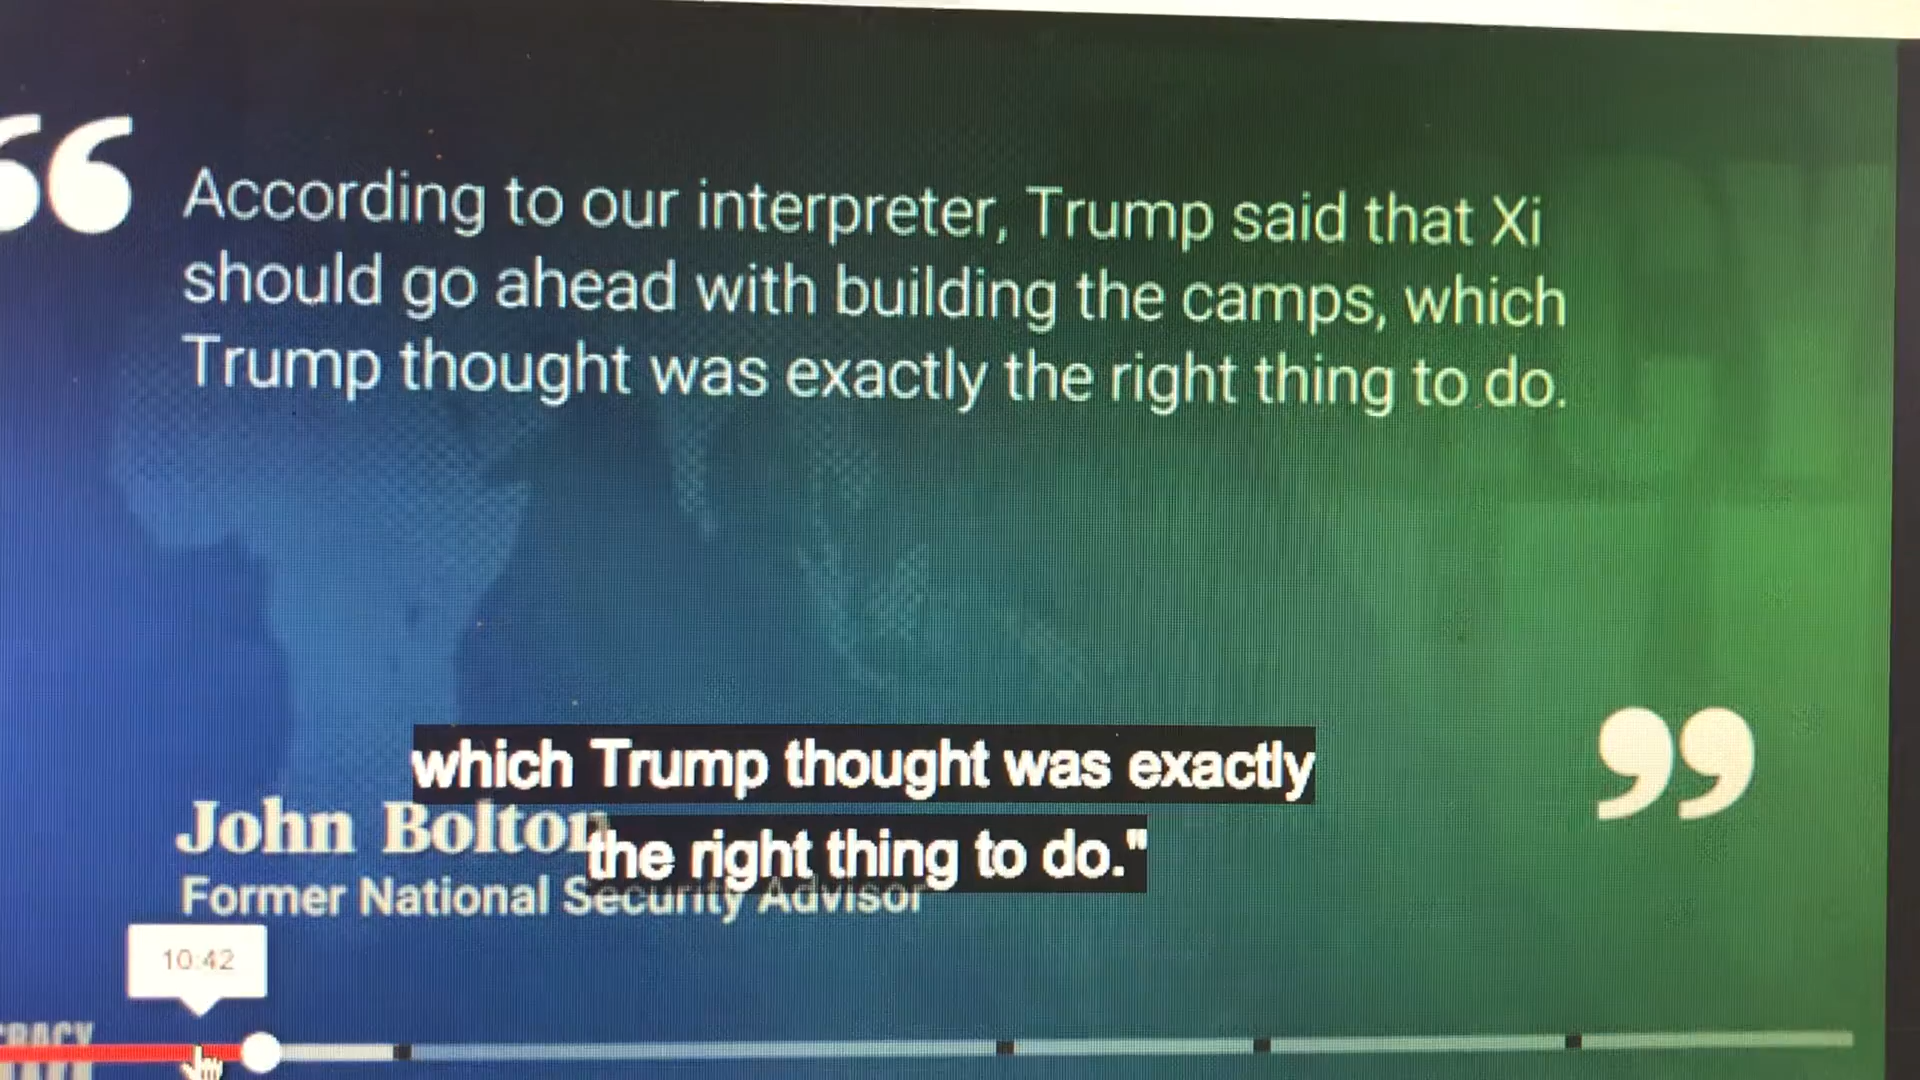 “
According to our interpreter, Trump said that Xi
should go ahead with building the camps, which
Trump thought was exactly the right thing to do.
”
which Trump thought was exactly
the right thing to do."
John Bolton
Former National Security Advisor
10:42
CRACY